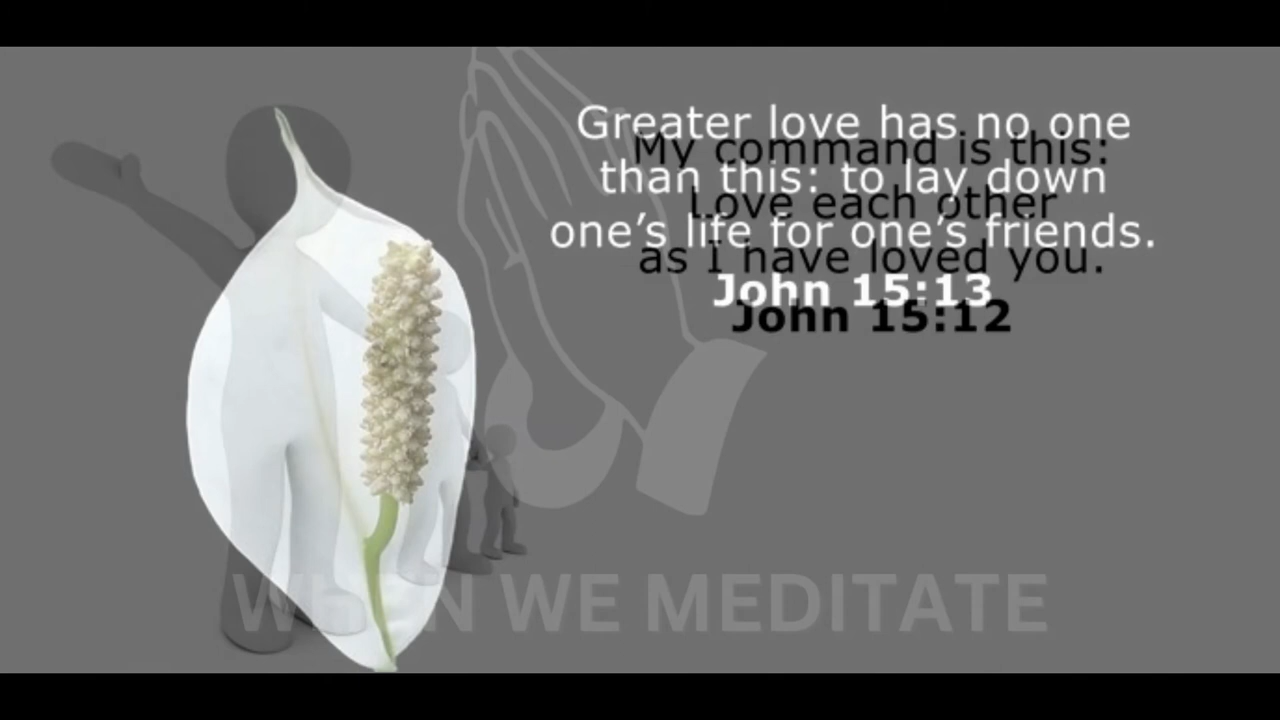 Greater love has no one
than this: to lay down
one’s life for one’s friends.
John 15:13
My command is this:
Love each other
as I have loved you.
John 15:12
WHEN WE MEDITATE